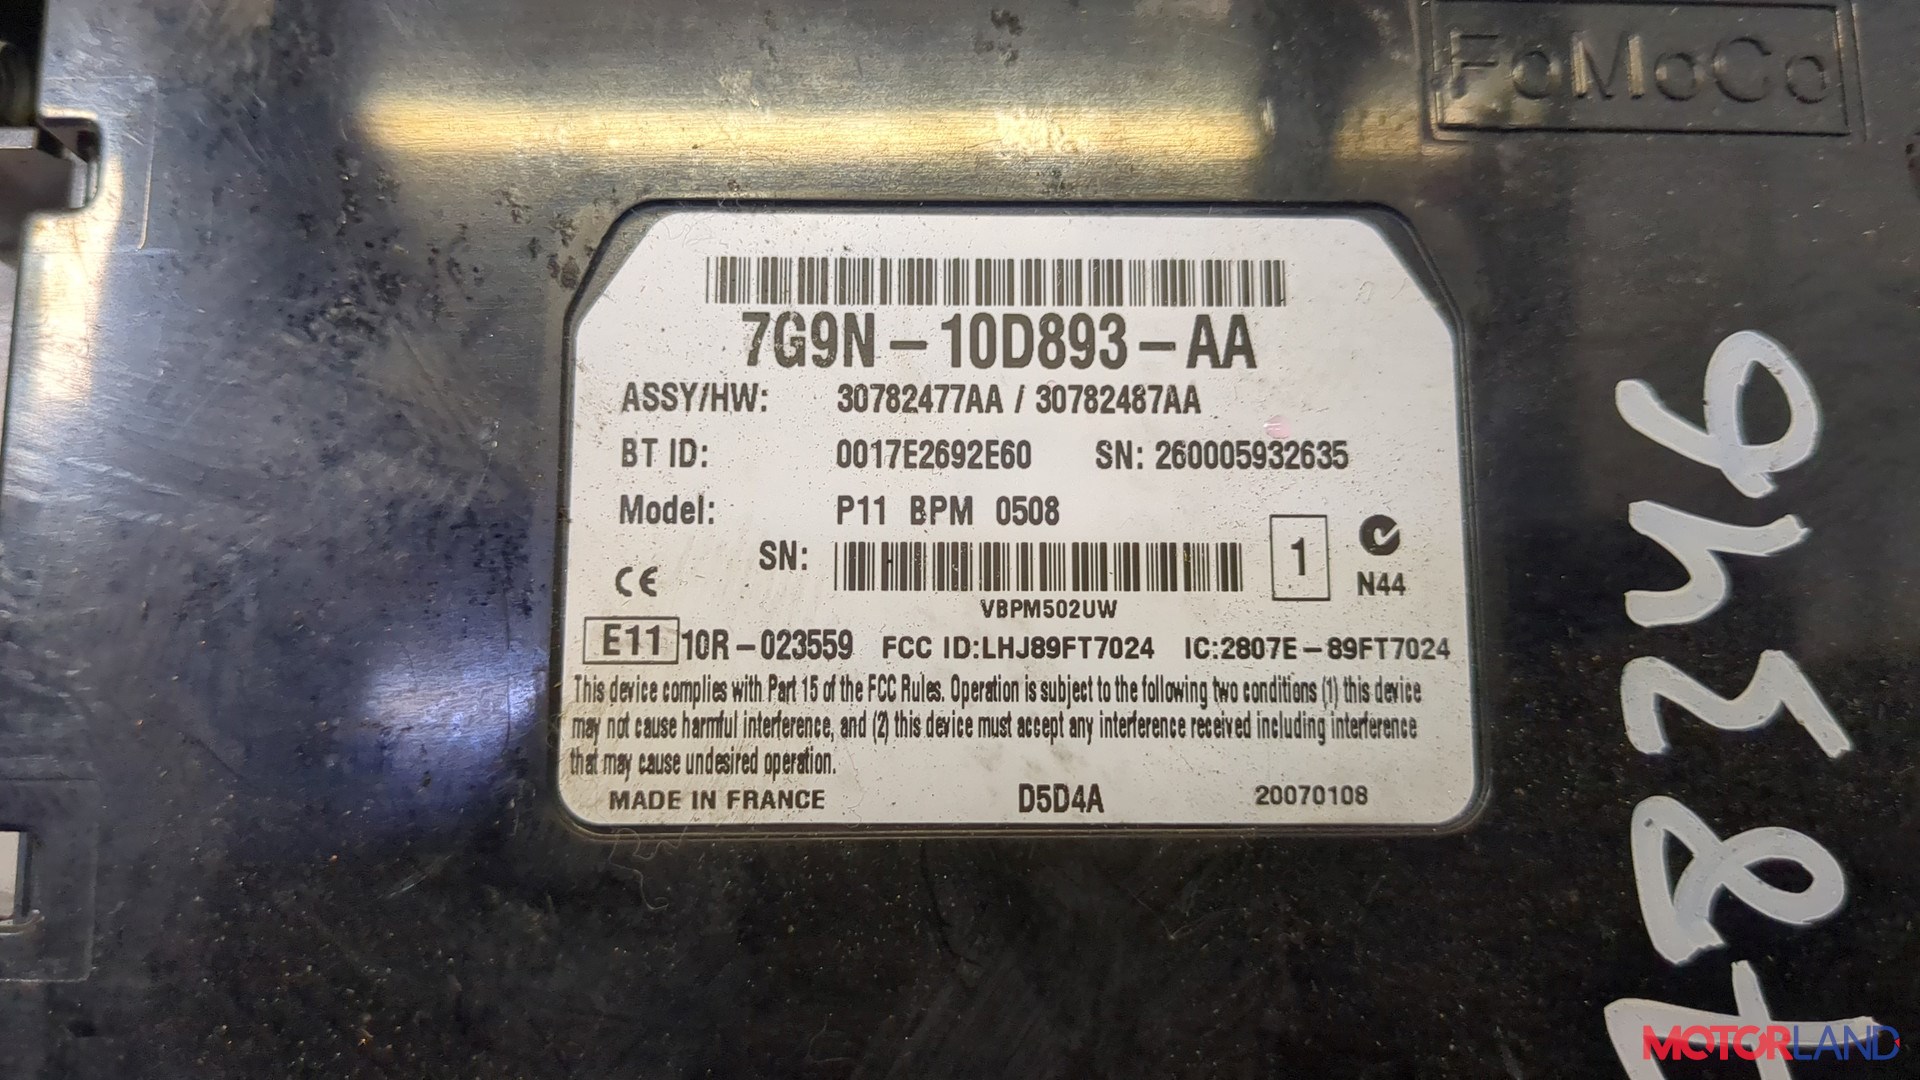 FoMoCo
7G9N-10D893-AA
ASSY/HW: 30782477AA / 30782487AA
BT ID: 0017E2692E60 SN: 260005932635
Model: P11 BPM 0508
SN:
1
N44
CE
VBPM502UW
E11 10R-023559 FCC ID:LHJ89FT7024 IC:2807E-89FT7024
This device complies with Part 15 of the FCC Rules. Operation is subject to the following two conditions (1) this device
may not cause harmful interference, and (2) this device must accept any interference received including interference
that may cause undesired operation.
MADE IN FRANCE D5D4A 20070108
MOTORLAND